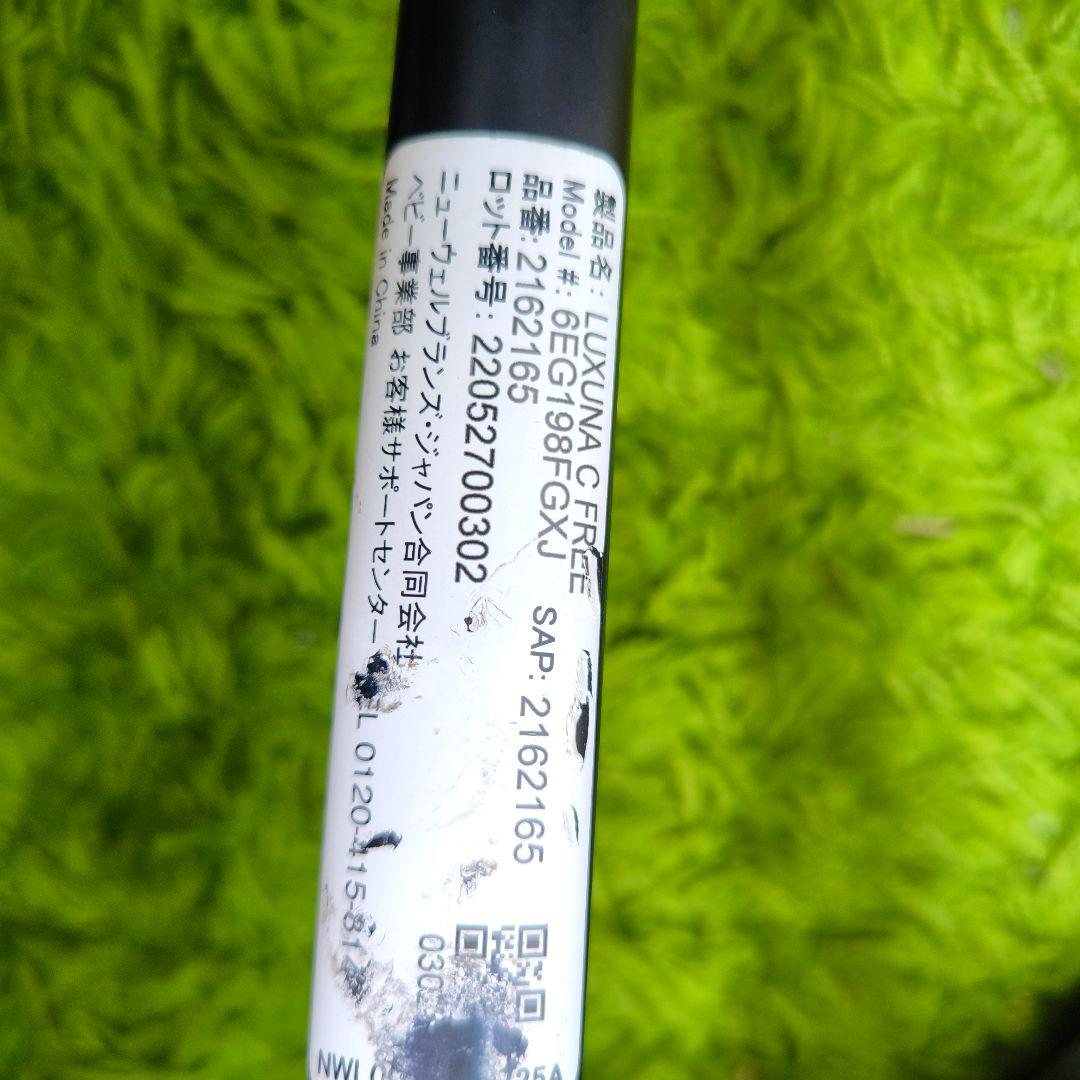 製品名: LUXUNA C FREE
Model #: 6EG198FGXJ SAP: 2162165
品番: 2162165
ロット番号: 22052700302
ニューウェルブランズ・ジャパン合同会社
ベビー事業部 お客様サポートセンター
Made in China